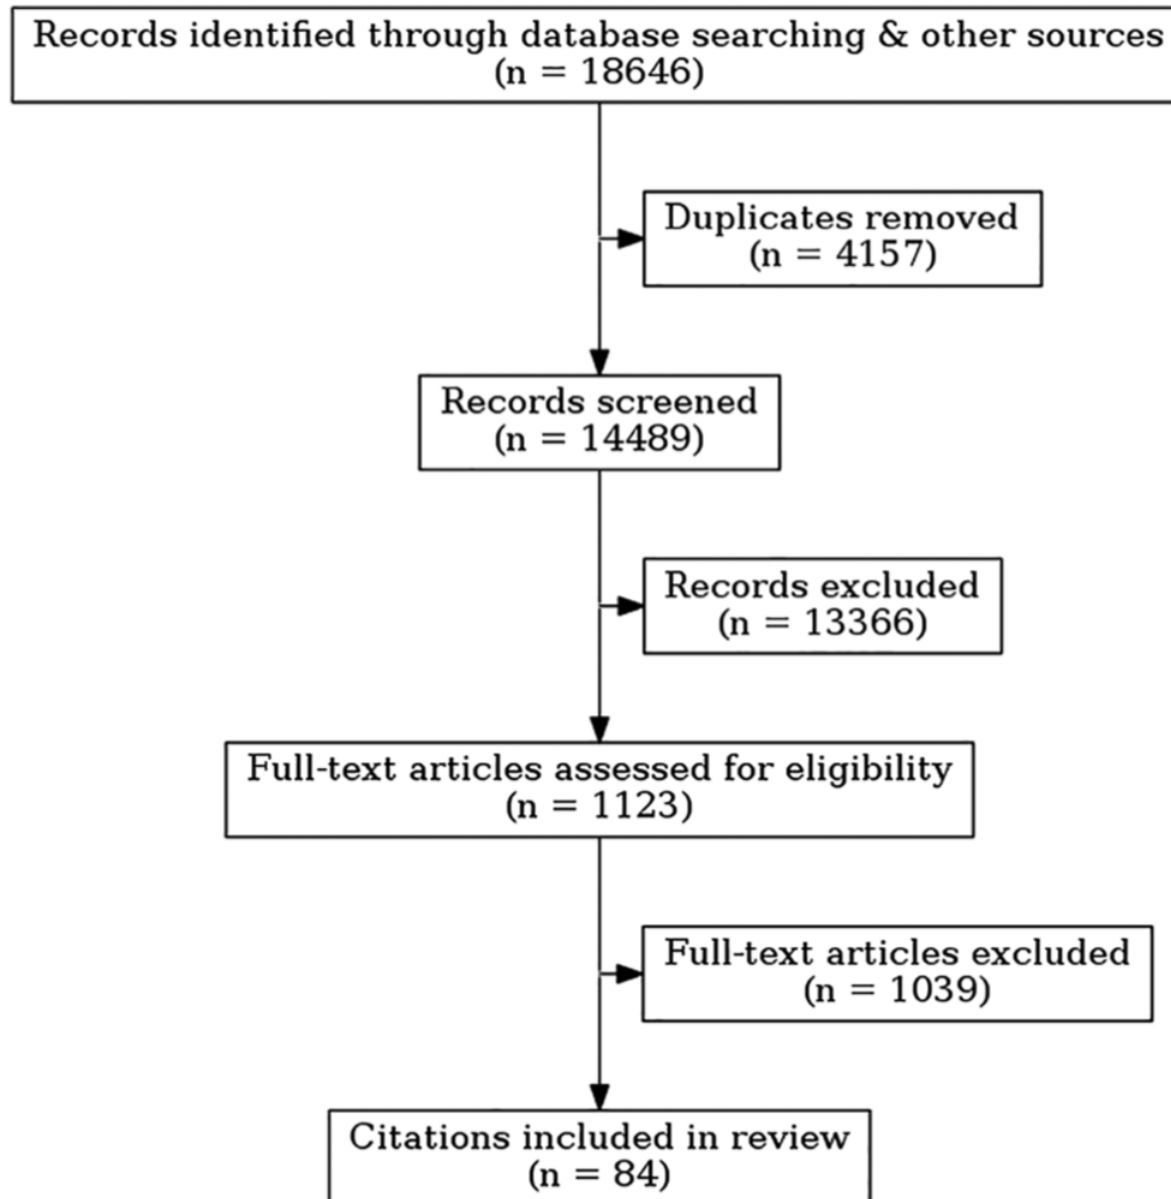 Records identified through database searching & other sources
(n = 18646)
Duplicates removed
(n = 4157)
Records screened
(n = 14489)
Records excluded
(n = 13366)
Full-text articles assessed for eligibility
(n = 1123)
Full-text articles excluded
(n = 1039)
Citations included in review
(n = 84)